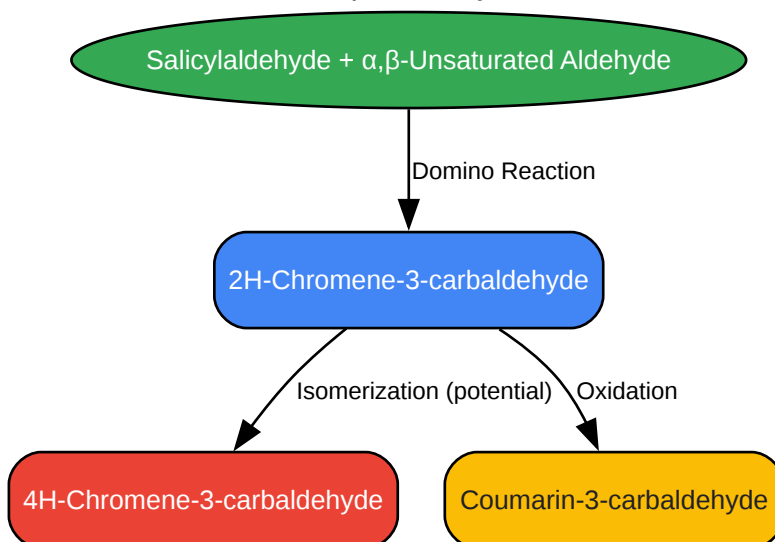 Salicylaldehyde + α,β-Unsaturated Aldehyde
Domino Reaction
2H-Chromene-3-carbaldehyde
Isomerization (potential)
Oxidation
4H-Chromene-3-carbaldehyde
Coumarin-3-carbaldehyde